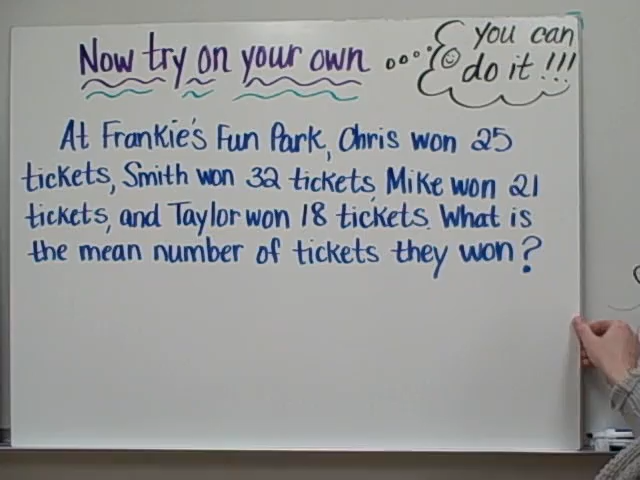 Now try on your own
you can
do it!!!
At Frankie's Fun Park, Chris won 25
tickets, Smith won 32 tickets, Mike won 21
tickets, and Taylor won 18 tickets. What is
the mean number of tickets they won?